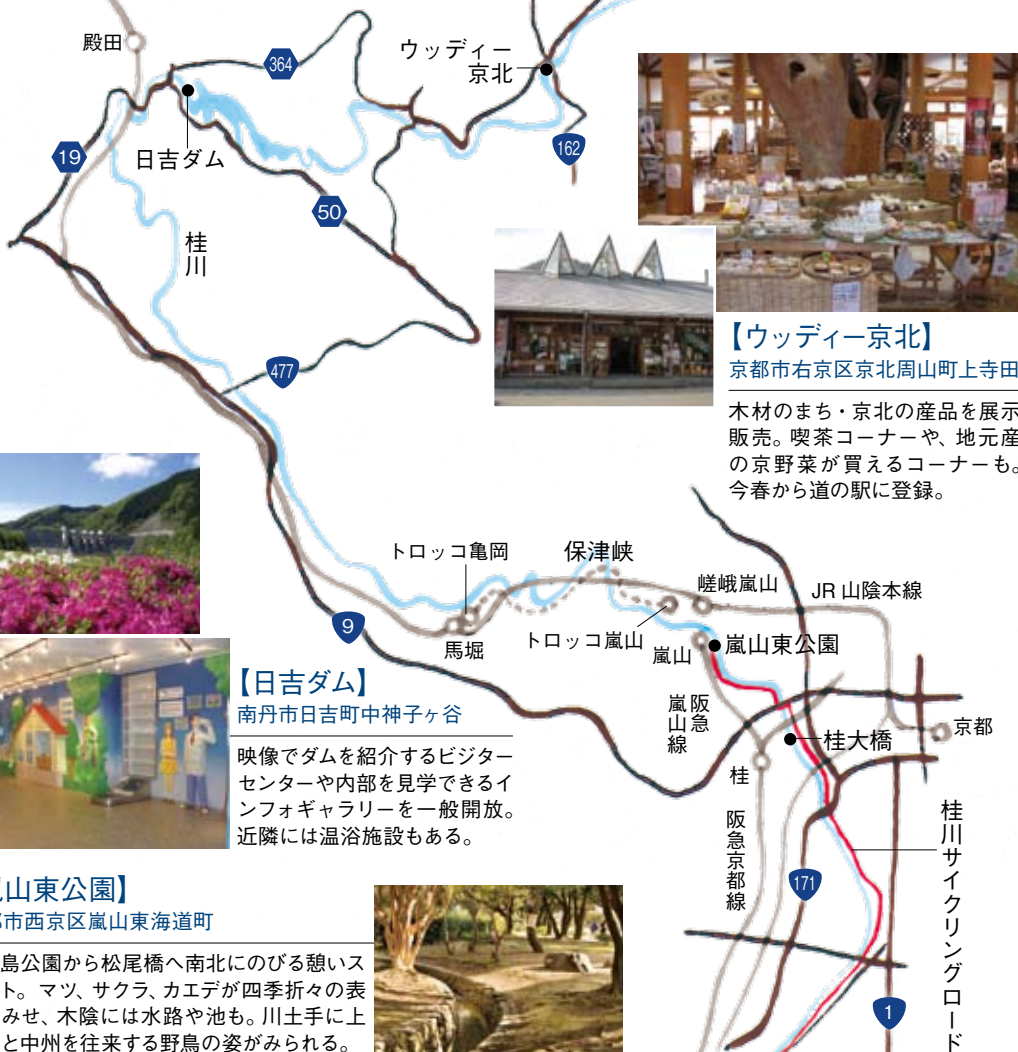 殿田
364
ウッディー
京北
19
日吉ダム
162
50
桂川
477
【ウッディー京北】
京都市右京区京北周山町上寺田
木材のまち・京北の産品を展示
販売。喫茶コーナーや、地元産
の京野菜が買えるコーナーも。
今春から道の駅に登録。
トロッコ亀岡
保津峡
嵯峨嵐山
JR山陰本線
9
馬堀
トロッコ嵐山
嵐山
嵐山東公園
【日吉ダム】
南丹市日吉町中神子ヶ谷
映像でダムを紹介するビジター
センターや内部を見学できるイ
ンフォギャラリーを一般開放。
近隣には温浴施設もある。
阪急
嵐山線
桂大橋
京都
桂
阪急京都線
桂川サイクリングロード
171
1
山東公園】
市西京区嵐山東海道町
島公園から松尾橋へ南北にのびる憩いス
ト。マツ、サクラ、カエデが四季折々の表
みせ、木陰には水路や池も。川土手に上
と中州を往来する野鳥の姿がみられる。